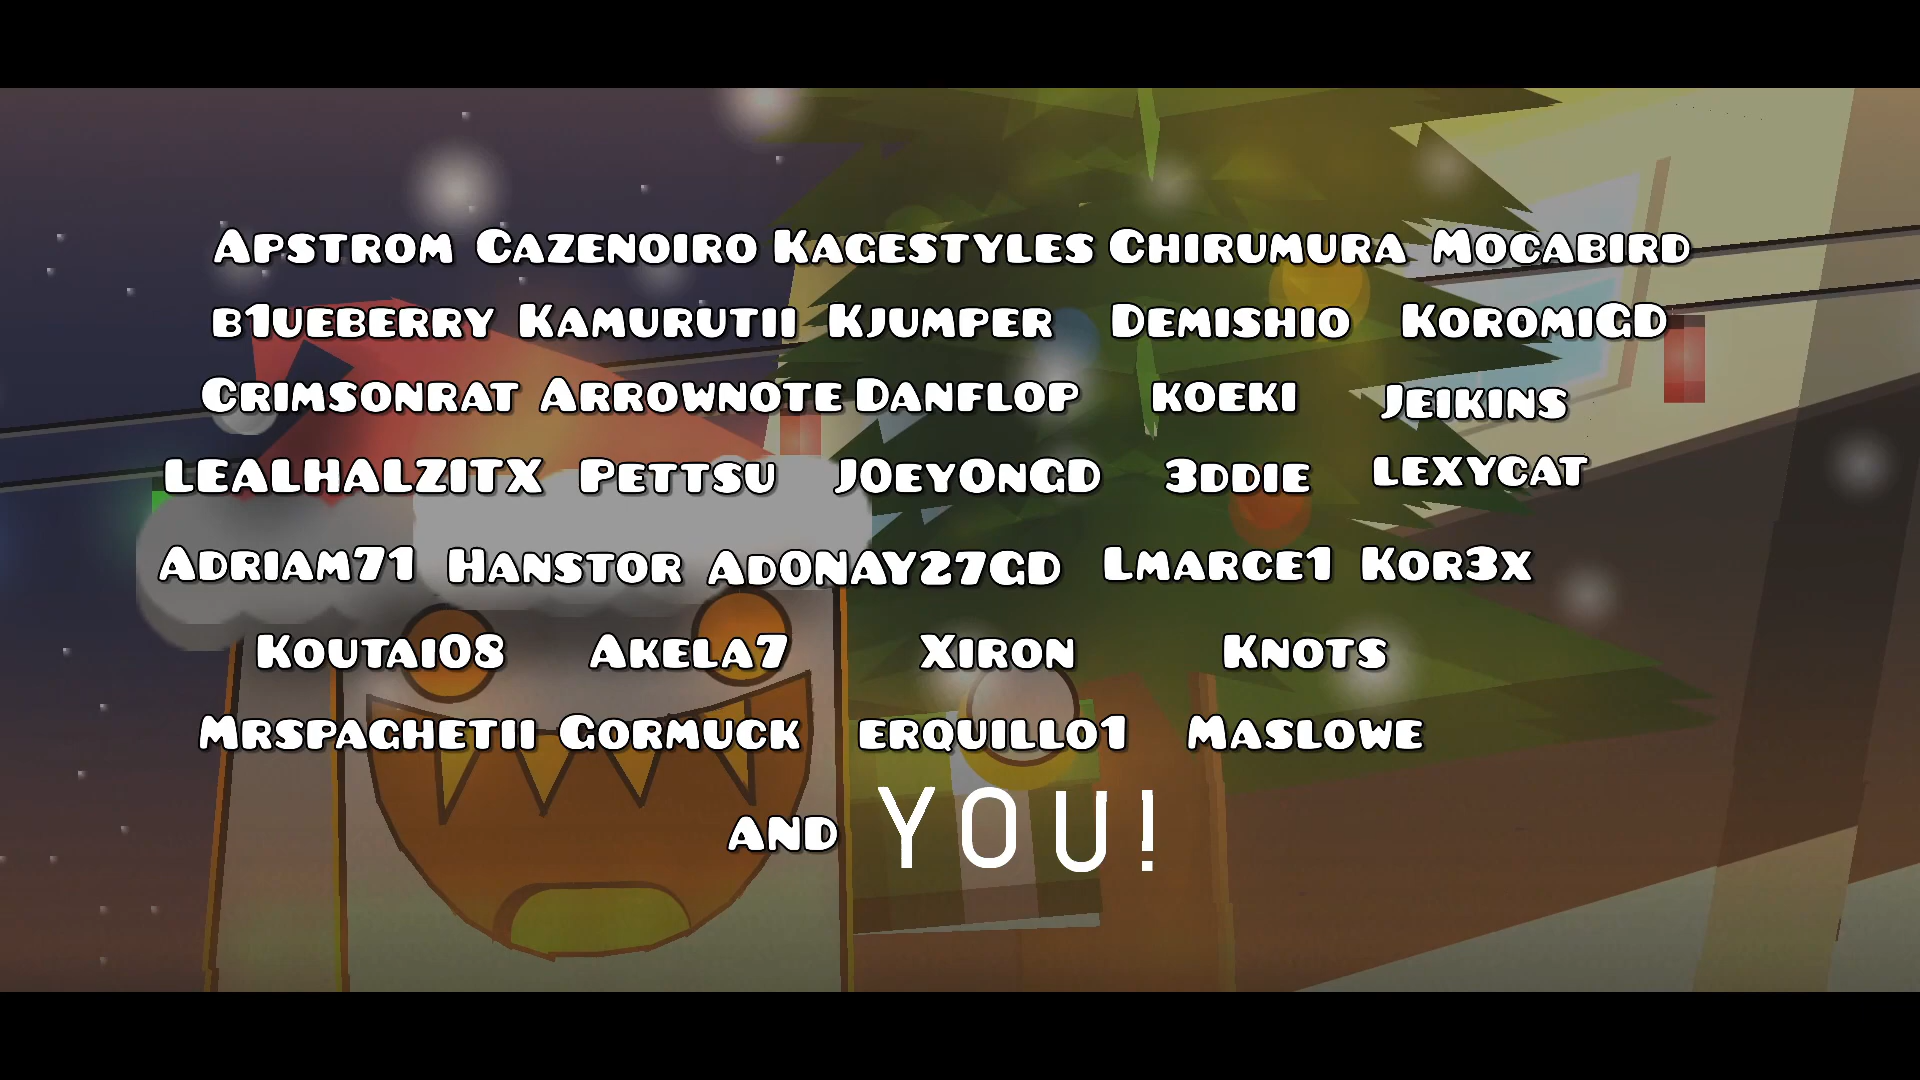 Apstrom Cazenoiro Kagestyles Chirumura Mocabird
b1ueberry Kamurutii Kjumper Demishio KoromiGD
Crimsonrat Arrownote Danflop koeki Jeikins
LEALHALZITX Pettsu J0ey0nGD 3ddie lexycat
Adriam71 Hanstor Ad0NAY27GD Lmarce1 Kor3x
Koutai08 Akela7 Xiron Knots
Mrspaghetii Gormuck erquillo1 Maslowe
and YOU!